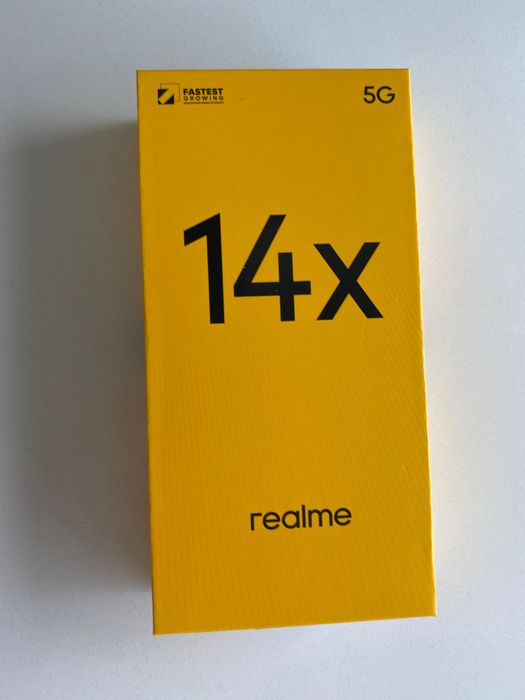 FASTEST
GROWING
5G
14x
realme